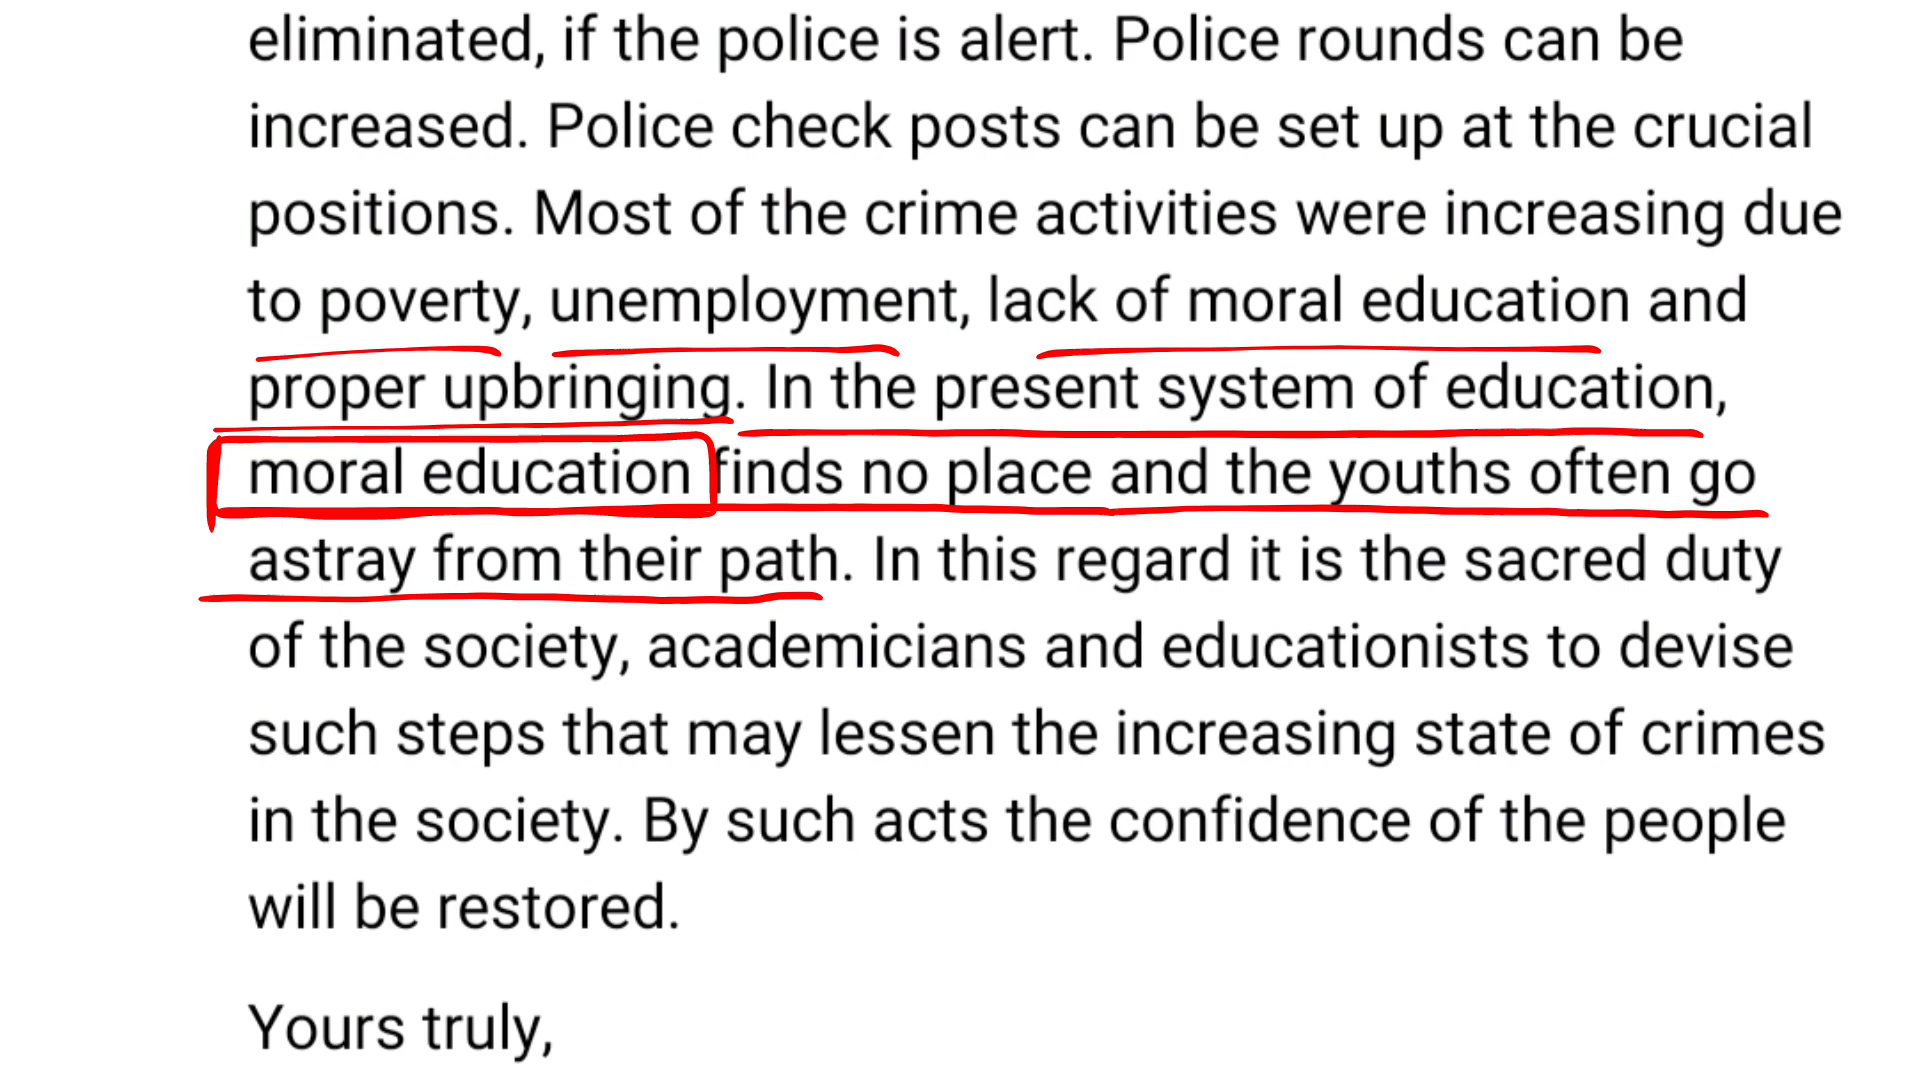 eliminated, if the police is alert. Police rounds can be
increased. Police check posts can be set up at the crucial
positions. Most of the crime activities were increasing due
to poverty, unemployment, lack of moral education and
proper upbringing. In the present system of education,
moral education finds no place and the youths often go
astray from their path. In this regard it is the sacred duty
of the society, academicians and educationists to devise
such steps that may lessen the increasing state of crimes
in the society. By such acts the confidence of the people
will be restored.
Yours truly,